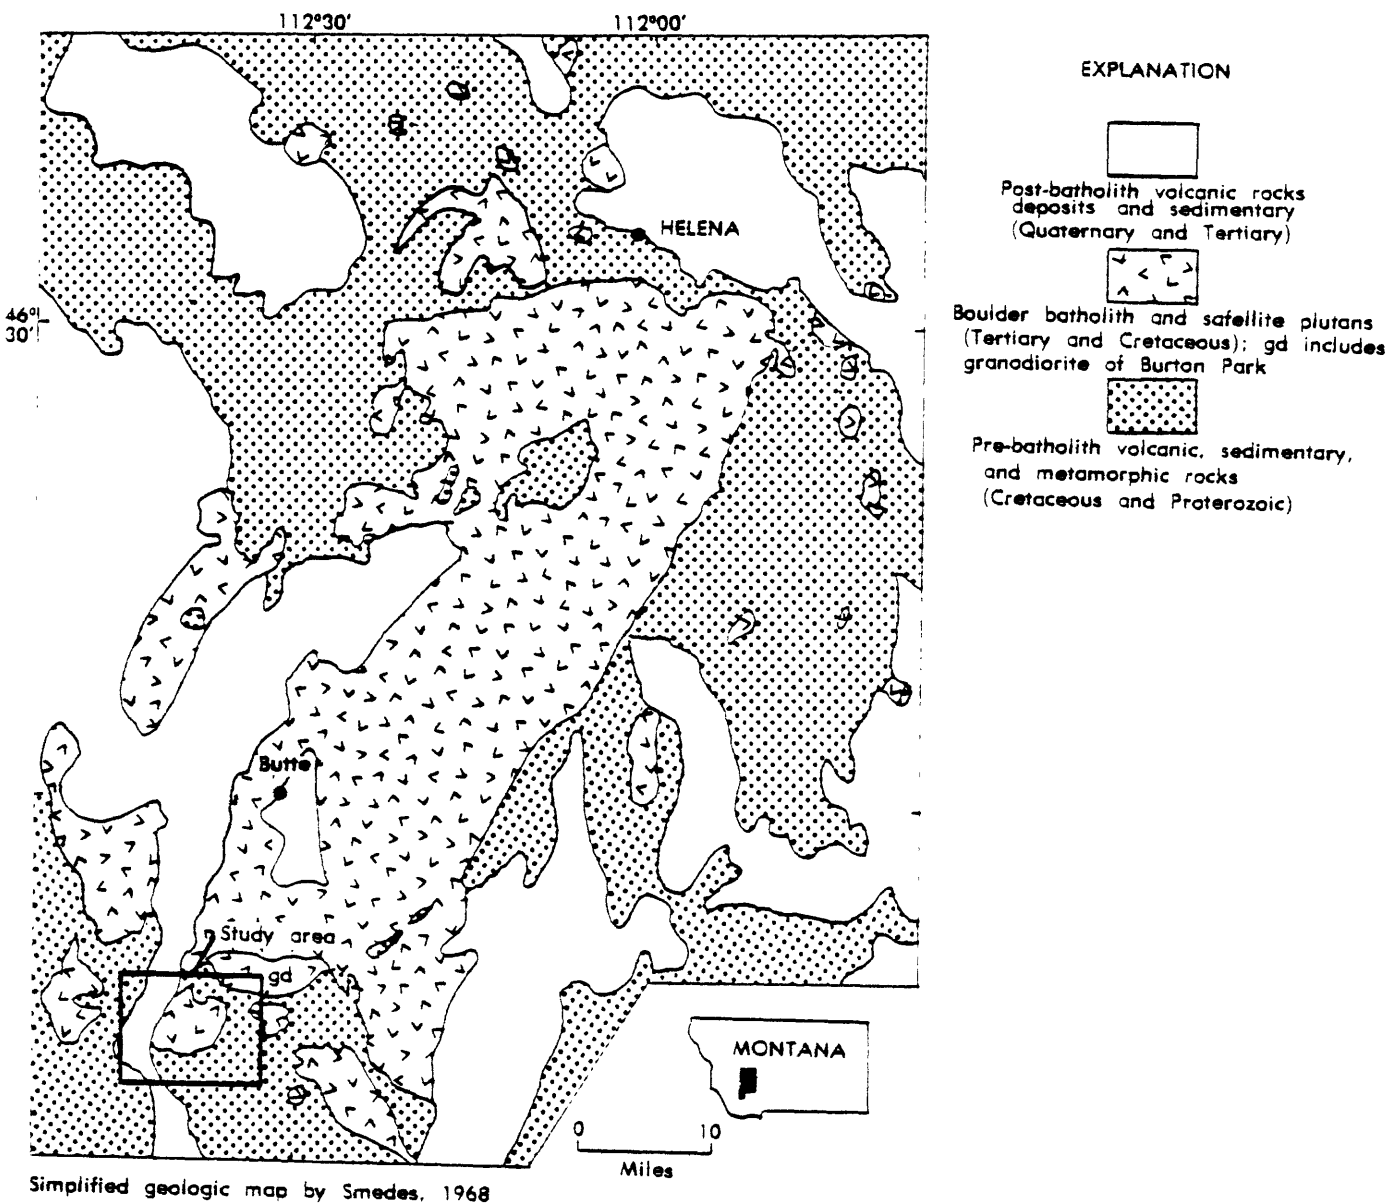 112°30'
112°00'
EXPLANATION
Post-batholith volcanic rocks
deposits and sedimentary
(Quaternary and Tertiary)
HELENA
46°
30'
Boulder batholith and safellite plutans
(Tertiary and Cretaceous); gd includes
granodiorite of Burton Park
Pre-batholith volcanic, sedimentary,
and metamorphic rocks
(Cretaceous and Proterozoic)
Butte
Study area
gd
MONTANA
0 10
Miles
Simplified geologic map by Smedes, 1968